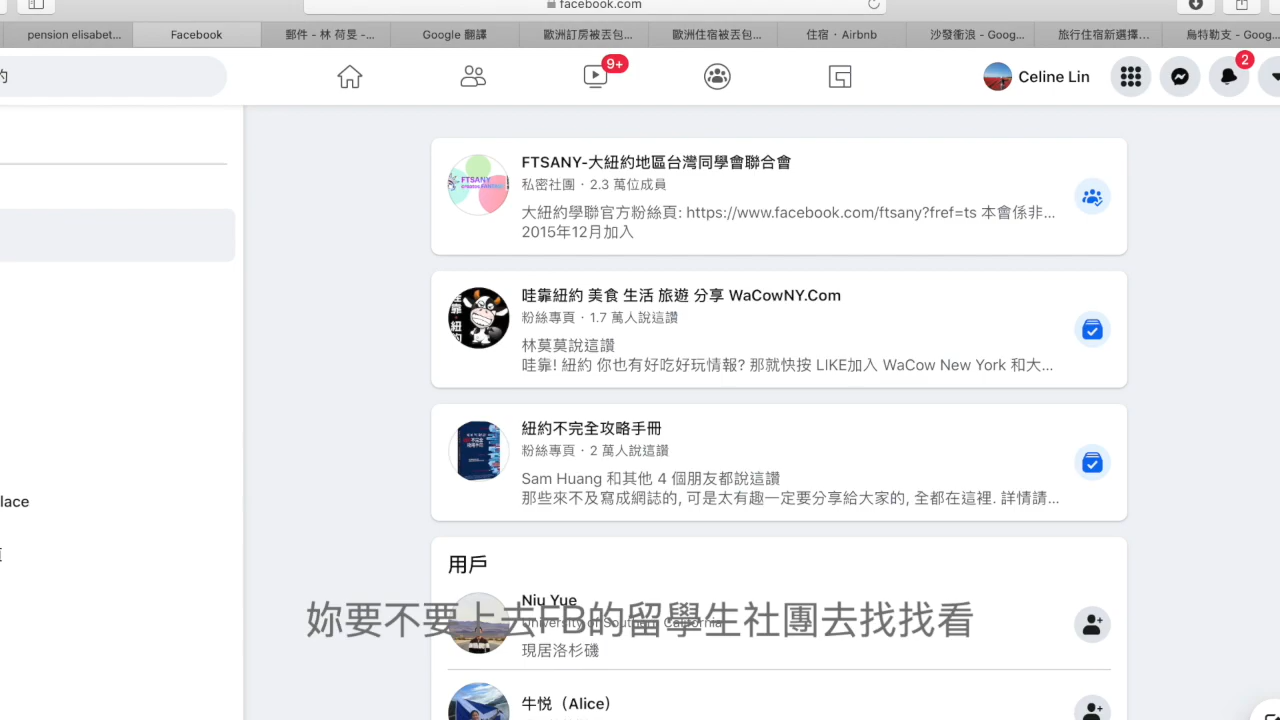 facebook.com
pension elisabet...
Facebook
郵件 – 林 荷旻 –...
Google 翻譯
歐洲訂房被丟包...
歐洲住宿被丟包...
住宿 · Airbnb
沙發衝浪 - Goog...
旅行住宿新選擇...
烏特勒支 - Goog...
約
9+
Celine Lin
2
FTSANY-大紐約地區台灣同學會聯合會
私密社團 · 2.3 萬位成員
大紐約學聯官方粉絲頁: https://www.facebook.com/ftsany?fref=ts 本會係非...
2015年12月加入
FTSANY
哇靠紐約 美食 生活 旅遊 分享 WaCowNY.Com
粉絲專頁 · 1.7 萬人說這讚
林莫莫說這讚
哇靠! 紐約 你也有好吃好玩情報? 那就快按 LIKE加入 WaCow New York 和大...
紐約不完全攻略手冊
粉絲專頁 · 2 萬人說這讚
Sam Huang 和其他 4 個朋友都說這讚
那些來不及寫成網誌的, 可是太有趣一定要分享給大家的, 全都在這裡. 詳情請...
lace
用戶
Niu Yue
University of Southern California
妳要不要上去FB的留學生社團去找找看
現居洛杉磯
牛悦（Alice）